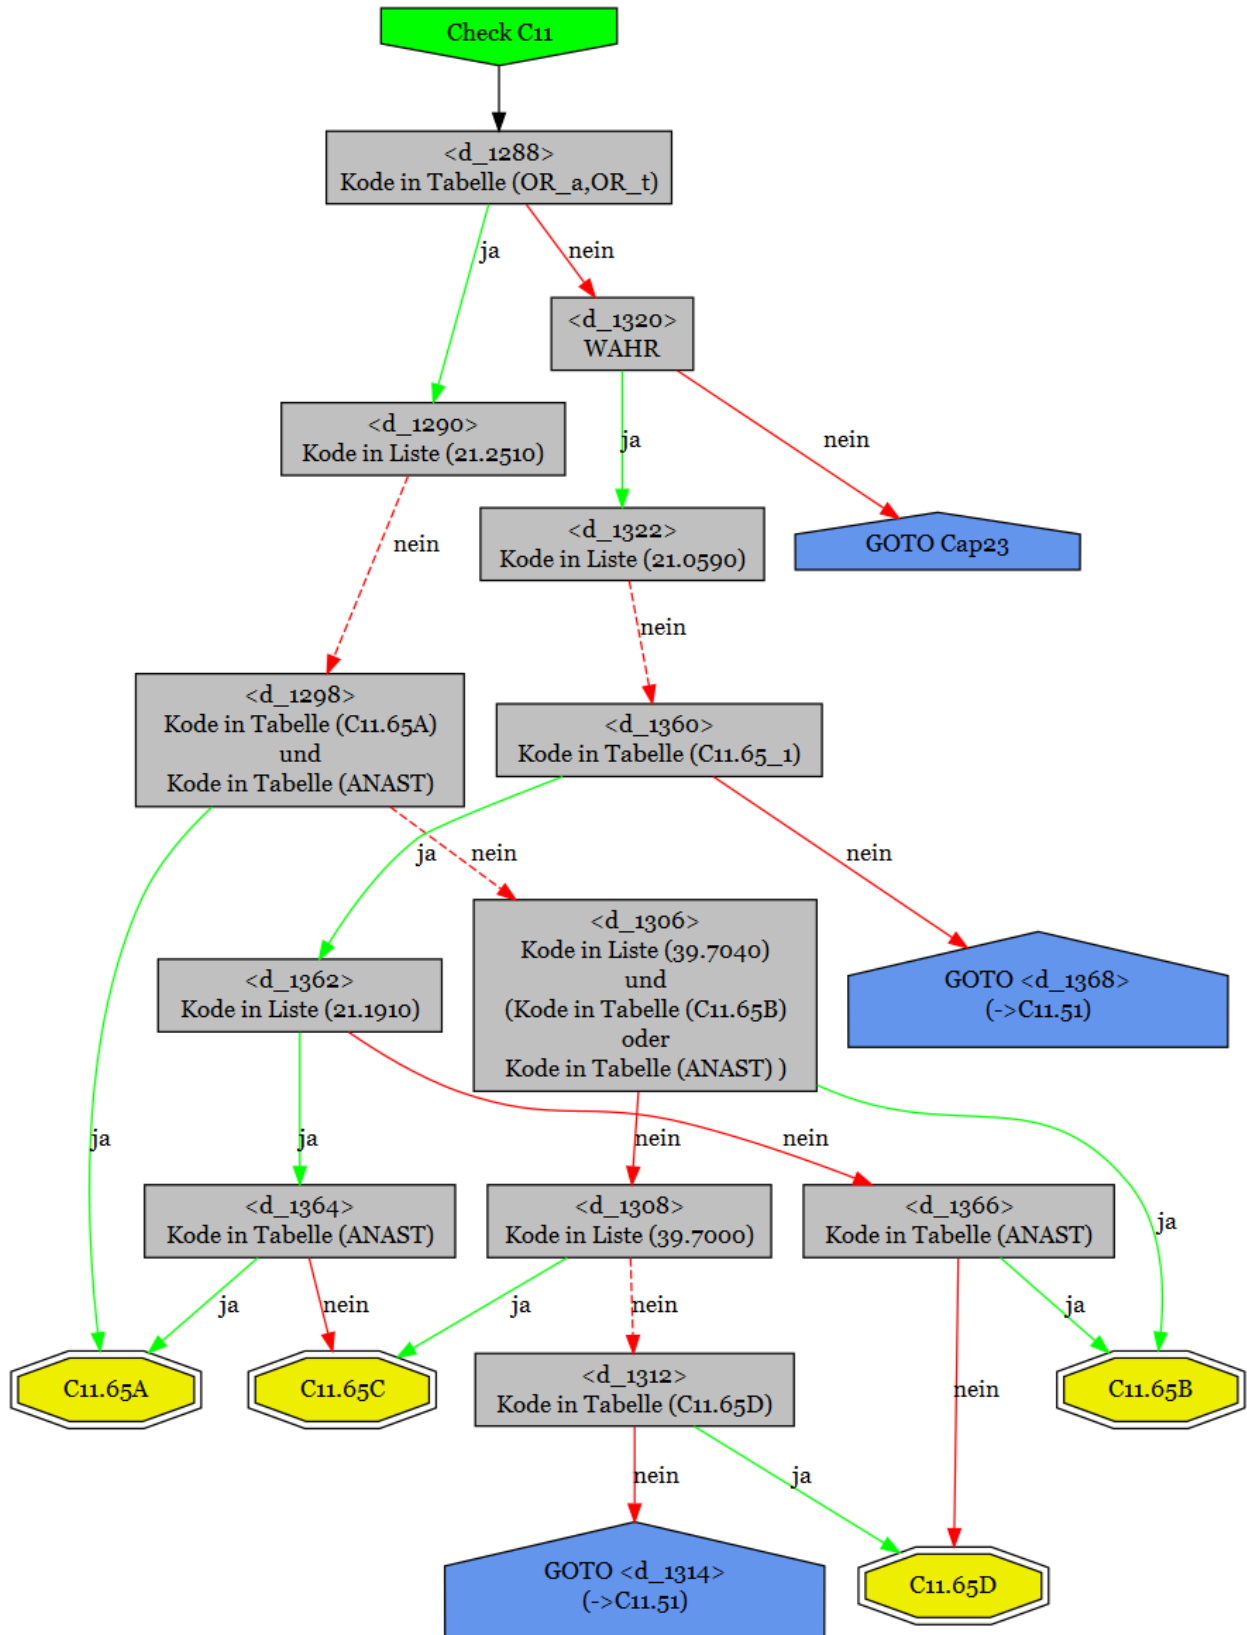 Check C11
<d_1288>
Kode in Tabelle (OR_a,OR_t)
ja
nein
<d_1320>
WAHR
<d_1290>
Kode in Liste (21.2510)
ja
nein
<d_1322>
Kode in Liste (21.0590)
GOTO Cap23
nein
nein
<d_1298>
Kode in Tabelle (C11.65A)
und
Kode in Tabelle (ANAST)
<d_1360>
Kode in Tabelle (C11.65_1)
ja
nein
nein
<d_1306>
Kode in Liste (39.7040)
und
(Kode in Tabelle (C11.65B)
oder
Kode in Tabelle (ANAST) )
<d_1362>
Kode in Liste (21.1910)
GOTO <d_1368>
(->C11.51)
ja
ja
nein
nein
ja
<d_1364>
Kode in Tabelle (ANAST)
<d_1308>
Kode in Liste (39.7000)
<d_1366>
Kode in Tabelle (ANAST)
ja
nein
ja
nein
ja
C11.65A
C11.65C
<d_1312>
Kode in Tabelle (C11.65D)
nein
C11.65B
nein
ja
GOTO <d_1314>
(->C11.51)
C11.65D